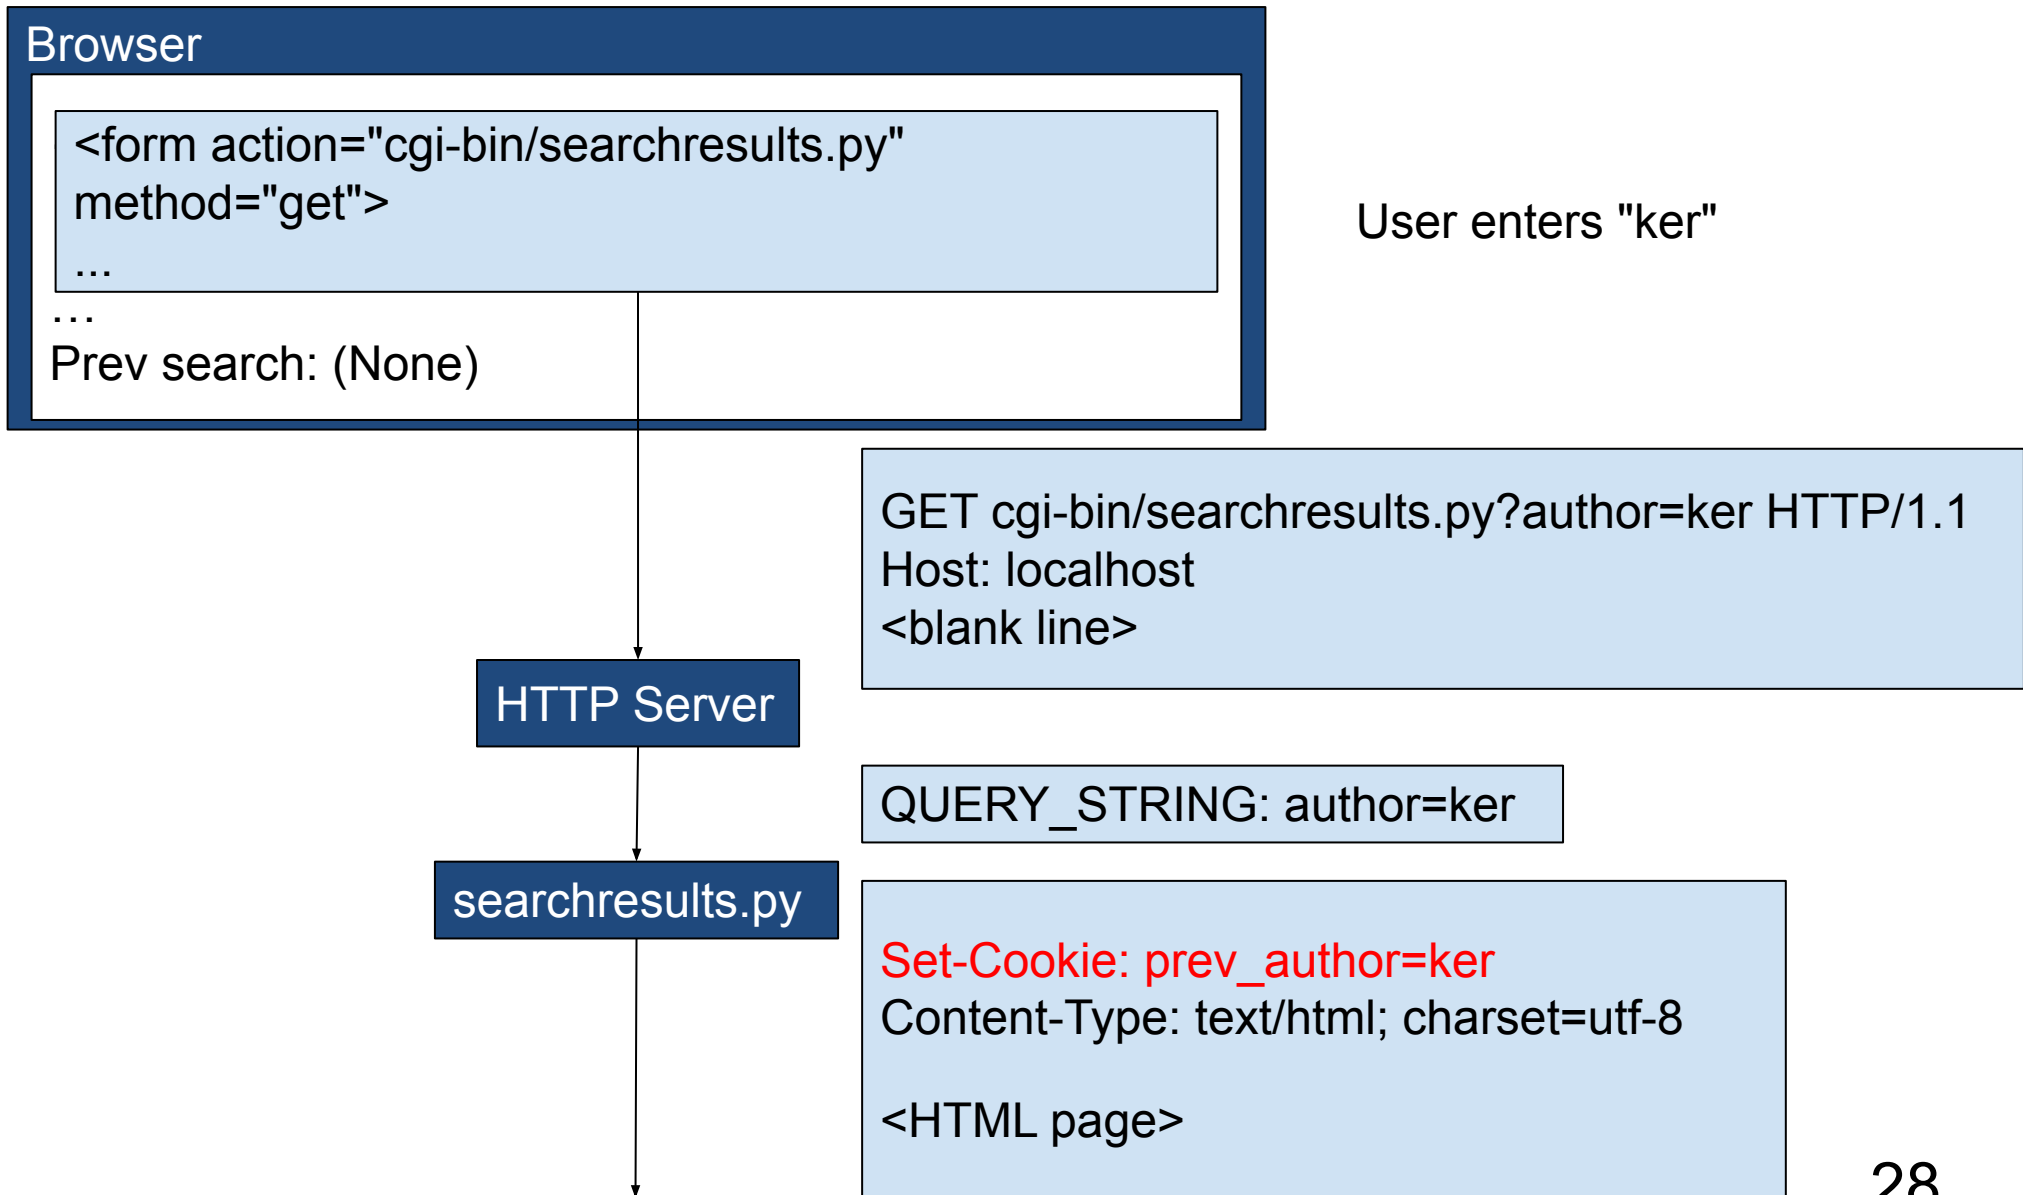 Browser
<form action="cgi-bin/searchresults.py"
method="get">
...
…
Prev search: (None)
User enters "ker"
GET cgi-bin/searchresults.py?author=ker HTTP/1.1
Host: localhost
<blank line>
HTTP Server
QUERY_STRING: author=ker
searchresults.py
Set-Cookie: prev_author=ker
Content-Type: text/html; charset=utf-8
<HTML page>
28